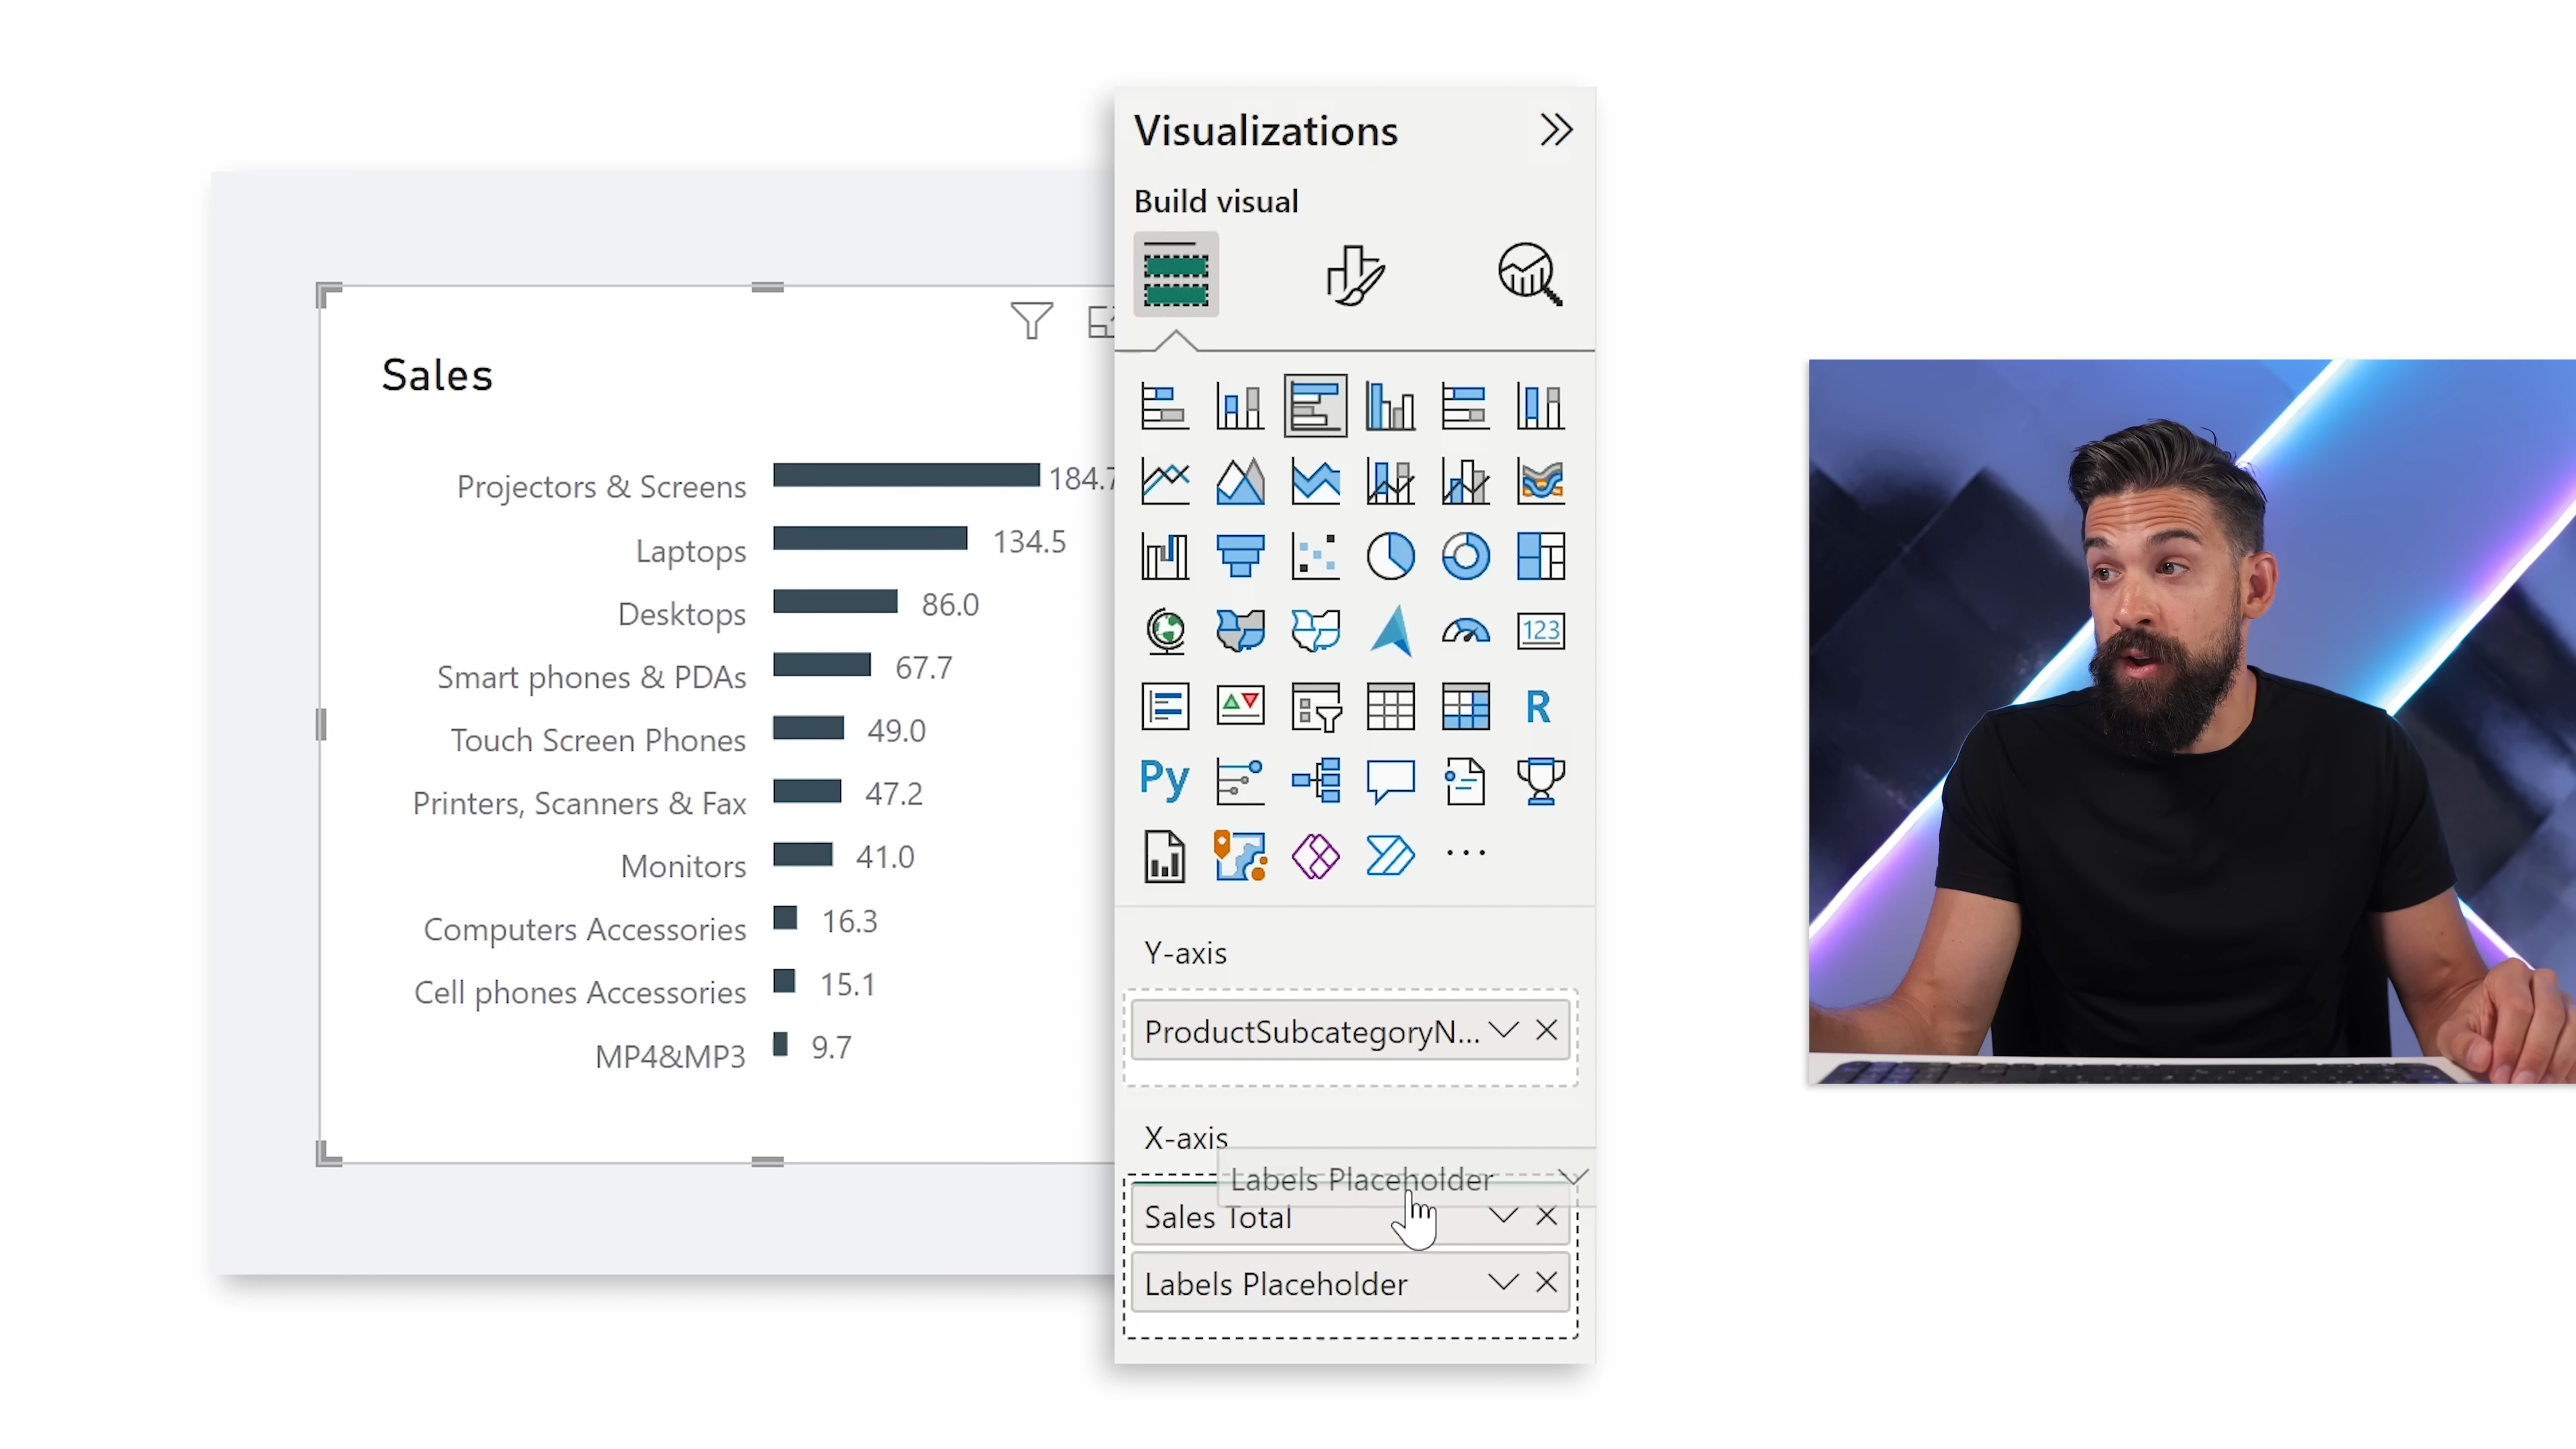 Visualizations
Build visual
Sales
Projectors & Screens 184.7
Laptops 134.5
Desktops 86.0
Smart phones & PDAs 67.7
Touch Screen Phones 49.0
Printers, Scanners & Fax 47.2
Monitors 41.0
Computers Accessories 16.3
Cell phones Accessories 15.1
MP4&MP3 9.7
123
R
Py
...
Y-axis
ProductSubcategoryN...
X-axis
Labels Placeholder
Sales Total
Labels Placeholder